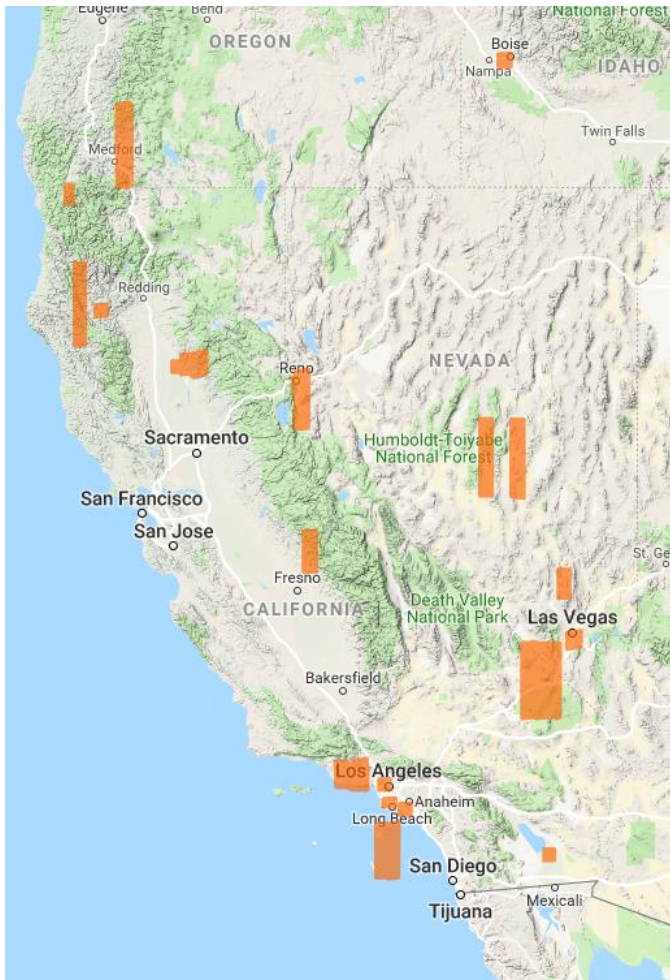 Eugene
Bend
National Forest
OREGON
Boise
Nampa
IDAHO
Twin Falls
Medford
Redding
Reno
NEVADA
Sacramento
Humboldt-Toiyabe
National Forest
San Francisco
San Jose
St. Ge
Fresno
CALIFORNIA
Death Valley
National Park
Las Vegas
Bakersfield
Los Angeles
Anaheim
Long Beach
San Diego
Tijuana
Mexicali